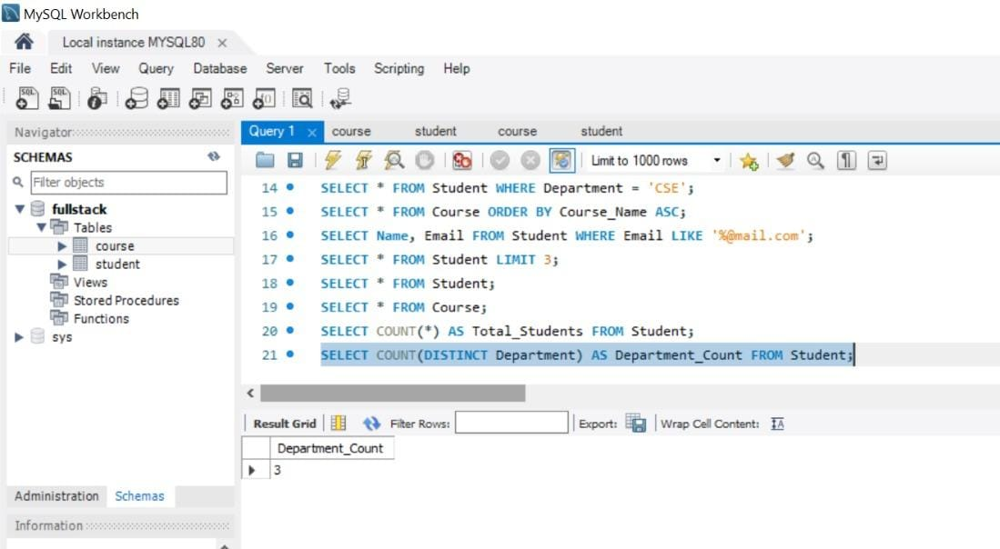 MySQL Workbench
Local instance MYSQL80
File Edit View Query Database Server Tools Scripting Help
Navigator
SCHEMAS
Filter objects
fullstack
Tables
course
student
Views
Stored Procedures
Functions
sys
Administration Schemas
Information
Query 1 course student course student
Limit to 1000 rows
14 SELECT * FROM Student WHERE Department = 'CSE';
15 SELECT * FROM Course ORDER BY Course_Name ASC;
16 SELECT Name, Email FROM Student WHERE Email LIKE '%@mail.com';
17 SELECT * FROM Student LIMIT 3;
18 SELECT * FROM Student;
19 SELECT * FROM Course;
20 SELECT COUNT(*) AS Total_Students FROM Student;
21 SELECT COUNT(DISTINCT Department) AS Department_Count FROM Student;
Result Grid Filter Rows: Export: Wrap Cell Content:
Department_Count
3